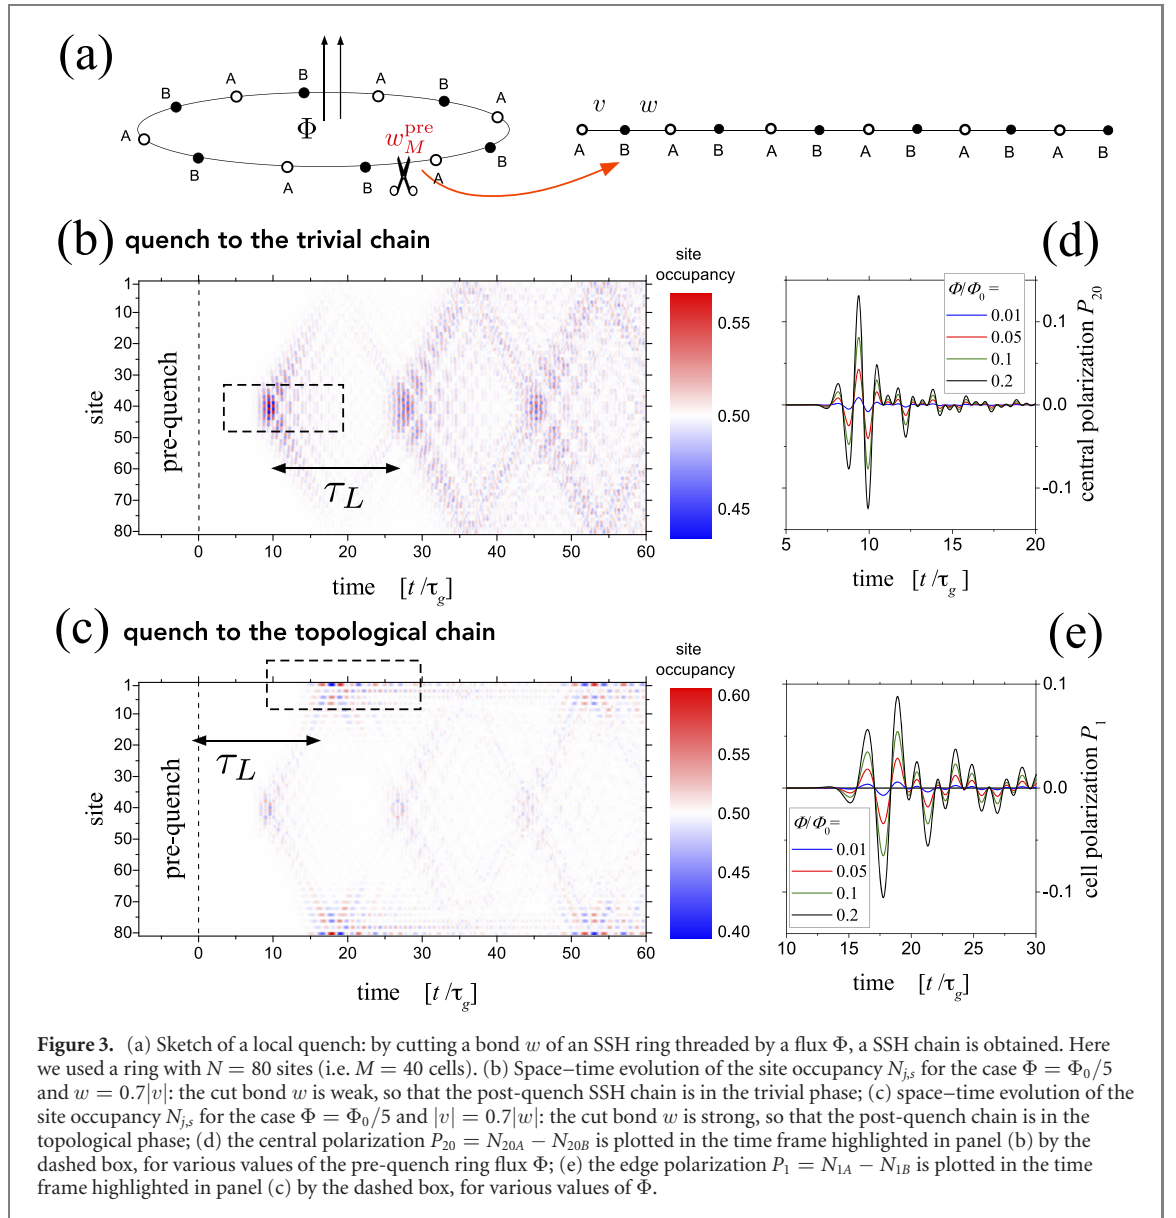 (a)
B
A
B
A
B
A
A
B
A
B
A
B
Φ
w_M^pre
v
w
A
B
A
B
A
B
A
B
A
B
A
B
(b) quench to the trivial chain
(d)
site
occupancy
0.55
0.50
0.45
1
10
20
30
40
50
60
70
80
site
pre-quench
τ_L
0
10
20
30
40
50
60
time [t/τ_g]
Φ/Φ_0=
0.01
0.05
0.1
0.2
0.1
0.0
-0.1
central polarization P_20
5
10
15
20
time [t/τ_g]
(c) quench to the topological chain
(e)
site
occupancy
0.60
0.55
0.50
0.45
0.40
1
10
20
30
40
50
60
70
80
site
pre-quench
τ_L
0
10
20
30
40
50
60
time [t/τ_g]
Φ/Φ_0=
0.01
0.05
0.1
0.2
0.1
0.0
-0.1
cell polarization P_1
10
15
20
25
30
time [t/τ_g]
Figure 3. (a) Sketch of a local quench: by cutting a bond w of an SSH ring threaded by a flux Φ, a SSH chain is obtained. Here
we used a ring with N = 80 sites (i.e. M = 40 cells). (b) Space–time evolution of the site occupancy N_{j,s} for the case Φ = Φ_0/5
and w = 0.7|v|: the cut bond w is weak, so that the post-quench SSH chain is in the trivial phase; (c) space–time evolution of the
site occupancy N_{j,s} for the case Φ = Φ_0/5 and |v| = 0.7|w|: the cut bond w is strong, so that the post-quench chain is in the
topological phase; (d) the central polarization P_20 = N_20A − N_20B is plotted in the time frame highlighted in panel (b) by the
dashed box, for various values of the pre-quench ring flux Φ; (e) the edge polarization P_1 = N_1A − N_1B is plotted in the time
frame highlighted in panel (c) by the dashed box, for various values of Φ.